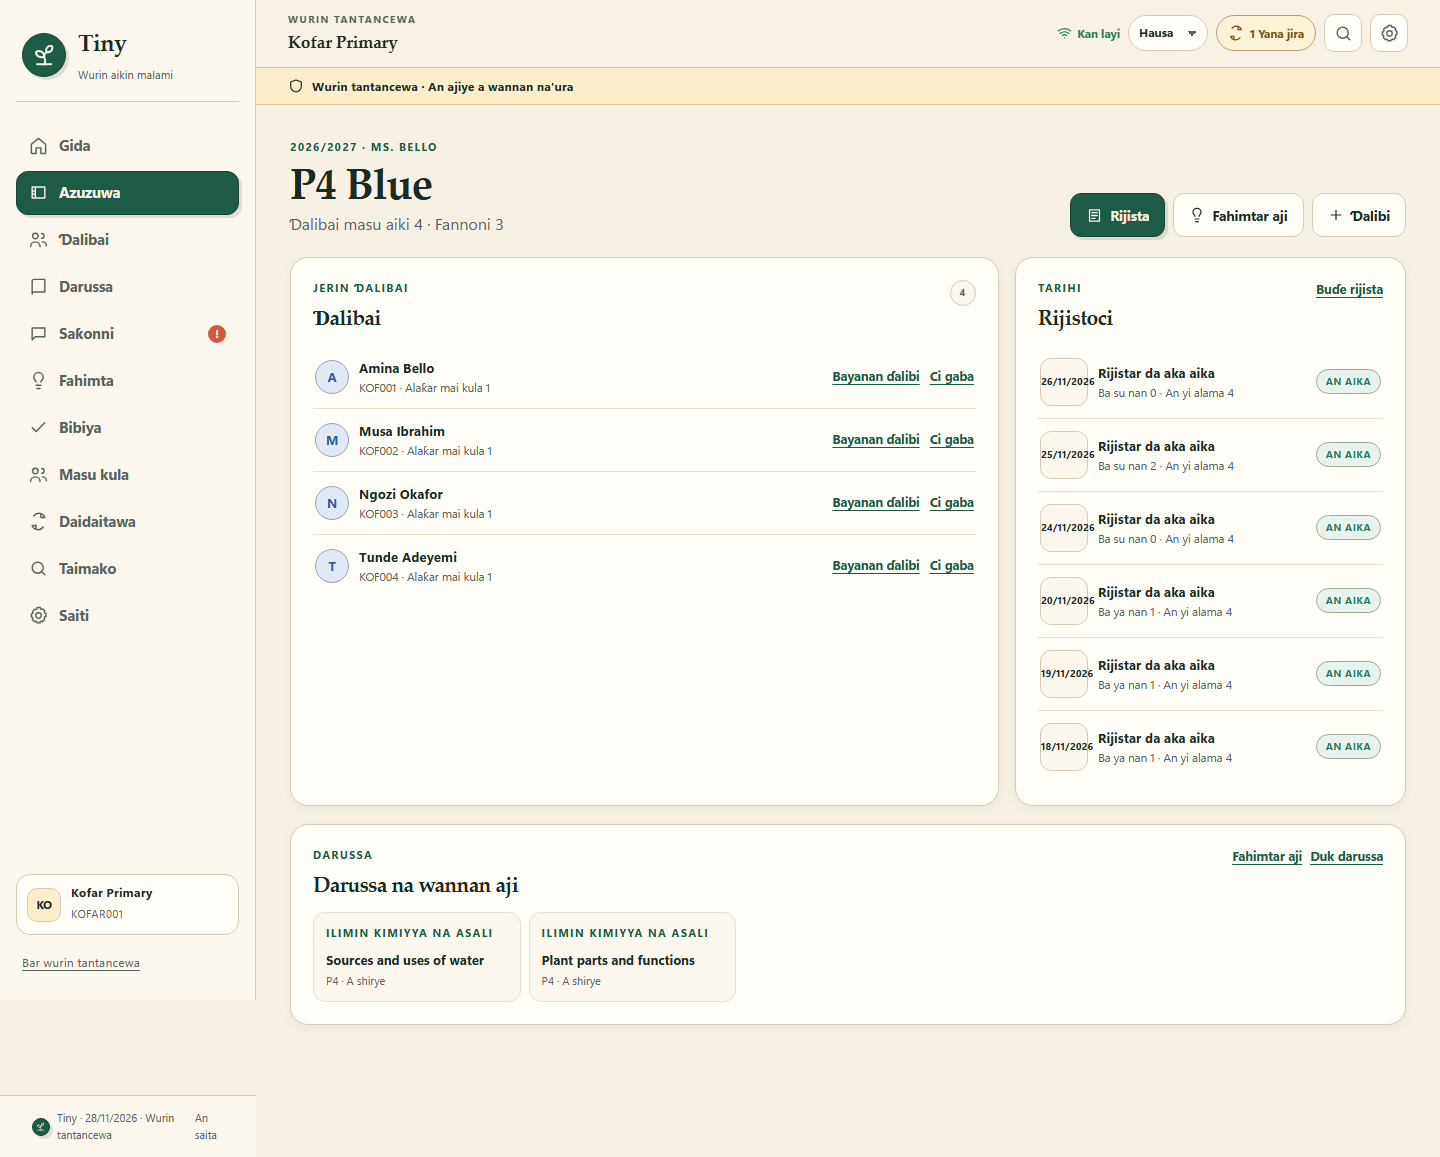 Tiny
Wurin aikin malami
Gida
Azuzuwa
Ɗalibai
Darussa
Saƙonni
!
Fahimta
Bibiya
Masu kula
Daidaitawa
Taimako
Saiti
KO
Kofar Primary
KOFAR001
Bar wurin tantancewa
Tiny · 28/11/2026 · Wurin tantancewa
An saita
WURIN TANTANCEWA
Kofar Primary
Kan layi
Hausa
1 Yana jira
Wurin tantancewa · An ajiye a wannan na'ura
2026/2027 · MS. BELLO
P4 Blue
Ɗalibai masu aiki 4 · Fannoni 3
Rijista
Fahimtar aji
Ɗalibi
JERIN ƊALIBAI
4
Ɗalibai
A
Amina Bello
KOF001 · Alaƙar mai kula 1
Bayanan ɗalibi Ci gaba
M
Musa Ibrahim
KOF002 · Alaƙar mai kula 1
Bayanan ɗalibi Ci gaba
N
Ngozi Okafor
KOF003 · Alaƙar mai kula 1
Bayanan ɗalibi Ci gaba
T
Tunde Adeyemi
KOF004 · Alaƙar mai kula 1
Bayanan ɗalibi Ci gaba
TARIHI
Buɗe rijista
Rijistoci
26/11/2026
Rijistar da aka aika
Ba su nan 0 · An yi alama 4
AN AIKA
25/11/2026
Rijistar da aka aika
Ba su nan 2 · An yi alama 4
AN AIKA
24/11/2026
Rijistar da aka aika
Ba su nan 0 · An yi alama 4
AN AIKA
20/11/2026
Rijistar da aka aika
Ba ya nan 1 · An yi alama 4
AN AIKA
19/11/2026
Rijistar da aka aika
Ba ya nan 1 · An yi alama 4
AN AIKA
18/11/2026
Rijistar da aka aika
Ba ya nan 1 · An yi alama 4
AN AIKA
DARUSSA
Fahimtar aji Duk darussa
Darussa na wannan aji
ILIMIN KIMIYYA NA ASALI
Sources and uses of water
P4 · A shirye
ILIMIN KIMIYYA NA ASALI
Plant parts and functions
P4 · A shirye